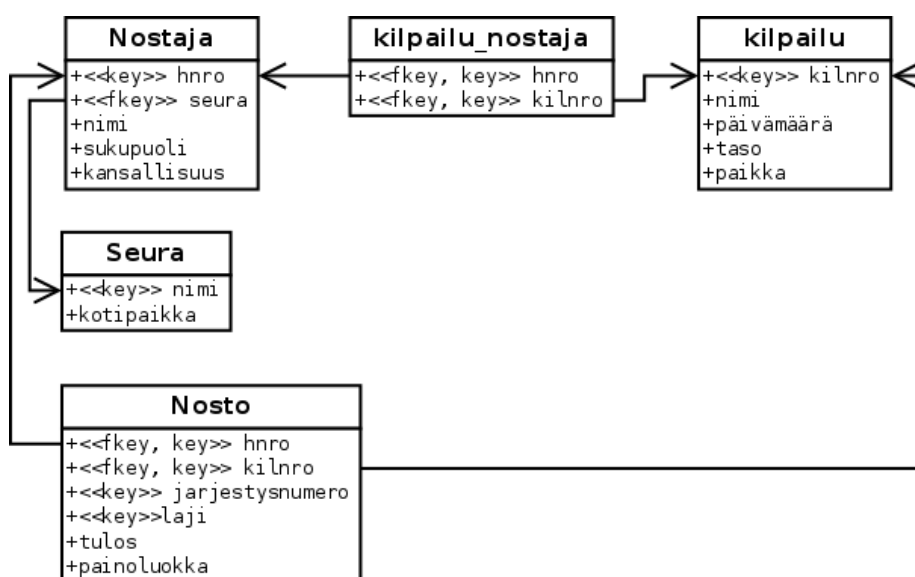 Nostaja
+<<key>> hnro
+<<fkey>> seura
+nimi
+sukupuoli
+kansallisuus
kilpailu_nostaja
+<<fkey, key>> hnro
+<<fkey, key>> kilnro
kilpailu
+<<key>> kilnro
+nimi
+päivämäärä
+taso
+paikka
Seura
+<<key>> nimi
+kotipaikka
Nosto
+<<fkey, key>> hnro
+<<fkey, key>> kilnro
+<<key>> jarjestysnumero
+<<key>>laji
+tulos
+painoluokka